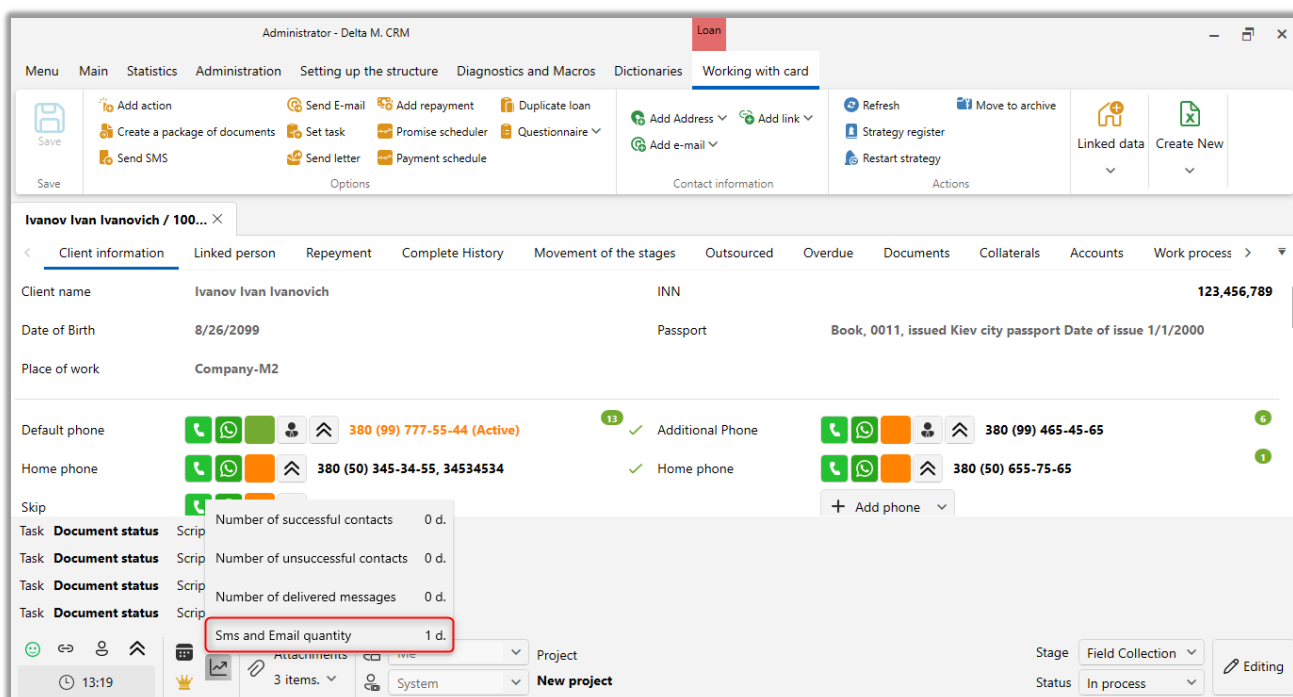 Administrator - Delta M. CRM
Loan
Menu Main Statistics Administration Setting up the structure Diagnostics and Macros Dictionaries Working with card
Add action Send E-mail Add repayment Duplicate loan
Create a package of documents Set task Promise scheduler Questionnaire
Send SMS Send letter Payment schedule
Save
Save
Options
Add Address Add link
Add e-mail
Contact information
Refresh Move to archive
Strategy register
Restart strategy
Actions
Linked data Create New
Ivanov Ivan Ivanovich / 100...
Client information Linked person Repeyment Complete History Movement of the stages Outsourced Overdue Documents Collaterals Accounts Work process
Client name Ivanov Ivan Ivanovich INN 123,456,789
Date of Birth 8/26/2099 Passport Book, 0011, issued Kiev city passport Date of issue 1/1/2000
Place of work Company-M2
Default phone 380 (99) 777-55-44 (Active) 13 Additional Phone 380 (99) 465-45-65 6
Home phone 380 (50) 345-34-55, 34534534 Home phone 380 (50) 655-75-65 1
Skip Add phone
Task Document status Scrip
Task Document status Scrip
Task Document status Scrip
Task Document status Scrip
Number of successful contacts 0 d.
Number of unsuccessful contacts 0 d.
Number of delivered messages 0 d.
Sms and Email quantity 1 d.
Attachments Me Project Stage Field Collection
13:19 3 items. System New project Status In process
Editing